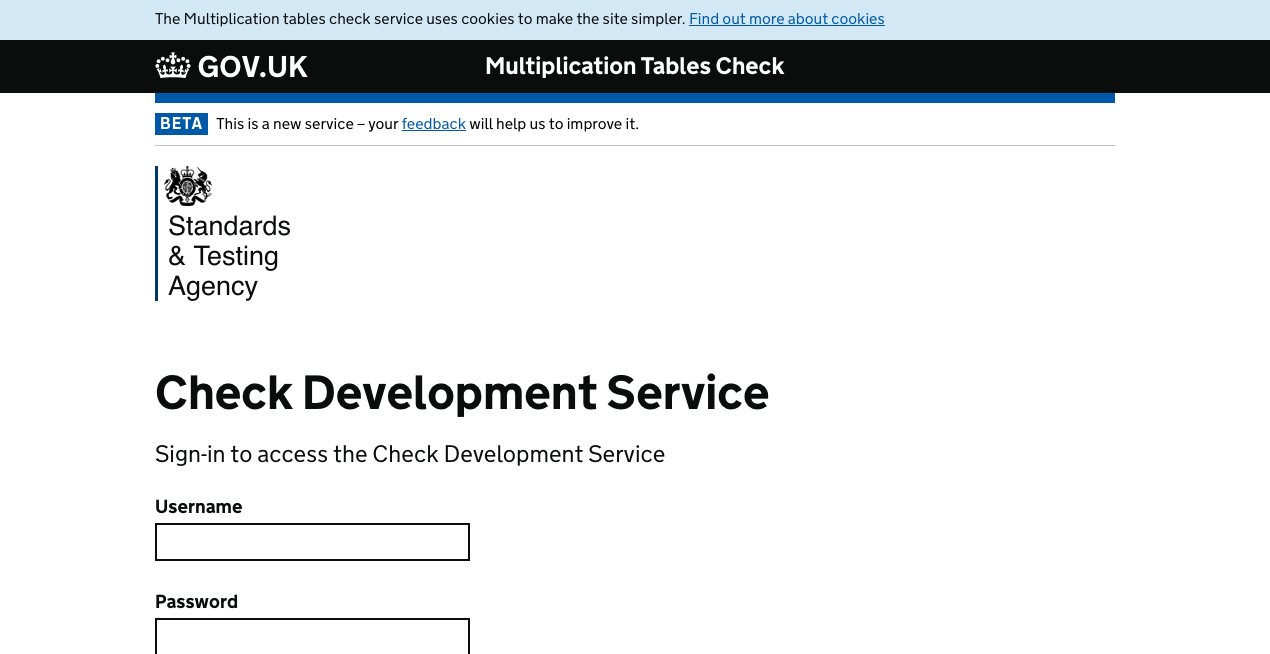 The Multiplication tables check service uses cookies to make the site simpler. Find out more about cookies
GOV.UK Multiplication Tables Check
BETA This is a new service – your feedback will help us to improve it.
Standards
& Testing
Agency
Check Development Service
Sign-in to access the Check Development Service
Username
Password